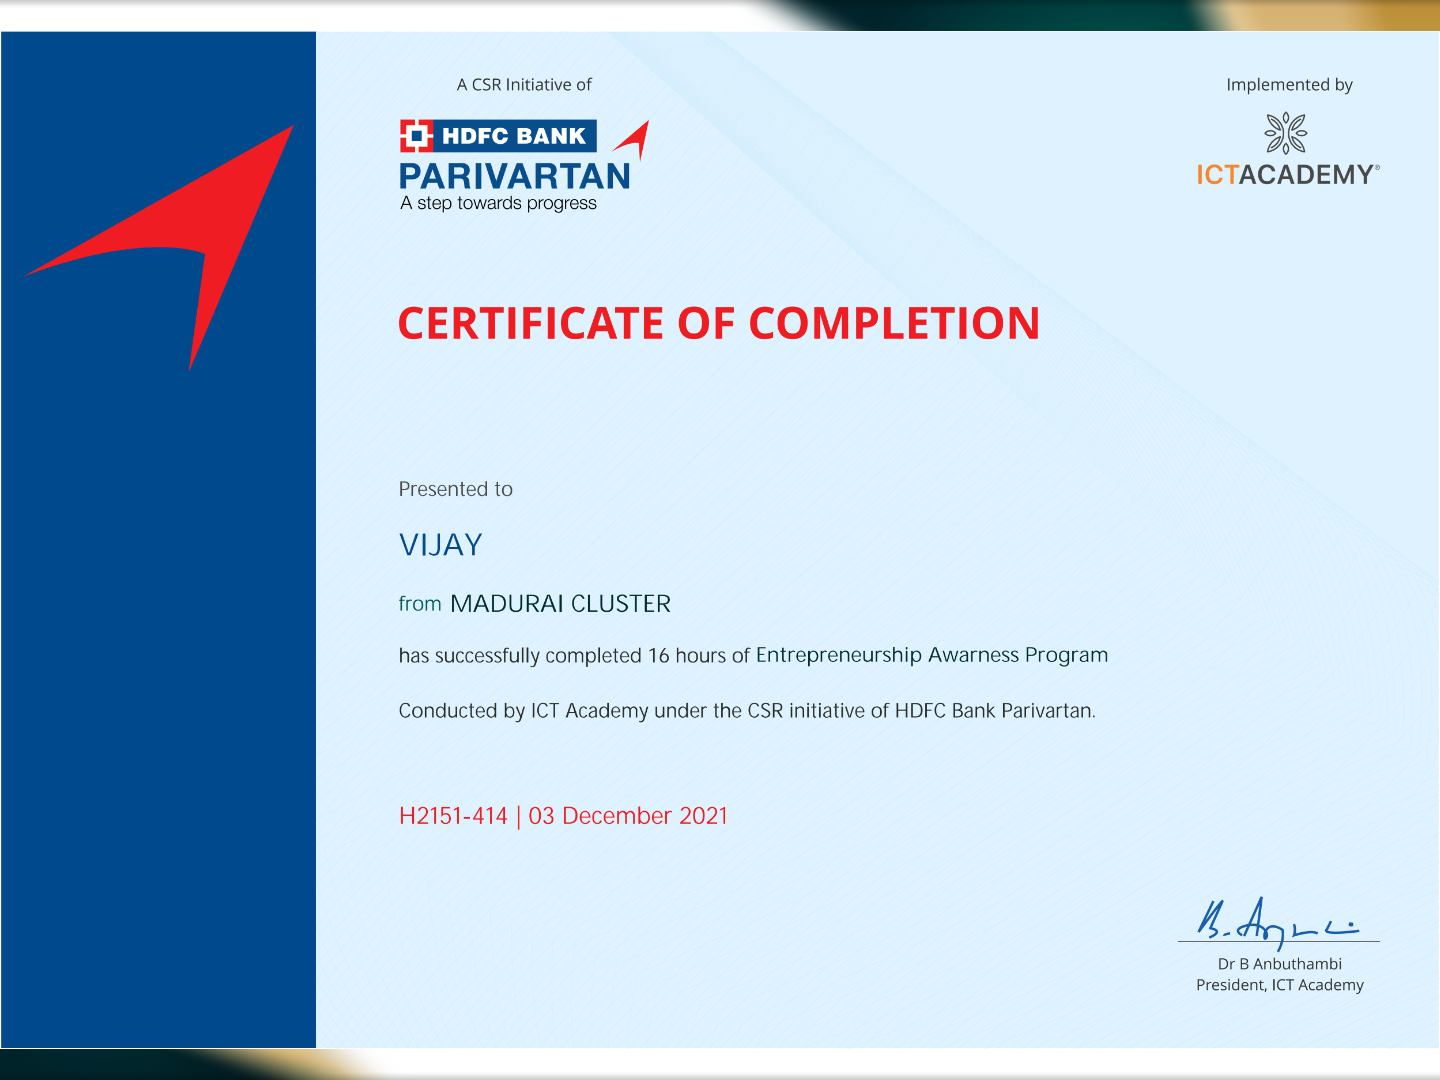 A CSR Initiative of
HDFC BANK
PARIVARTAN
A step towards progress
Implemented by
ICTACADEMY®
CERTIFICATE OF COMPLETION
Presented to
VIJAY
from MADURAI CLUSTER
has successfully completed 16 hours of Entrepreneurship Awarness Program
Conducted by ICT Academy under the CSR initiative of HDFC Bank Parivartan.
H2151-414 | 03 December 2021
Dr B Anbuthambi
President, ICT Academy